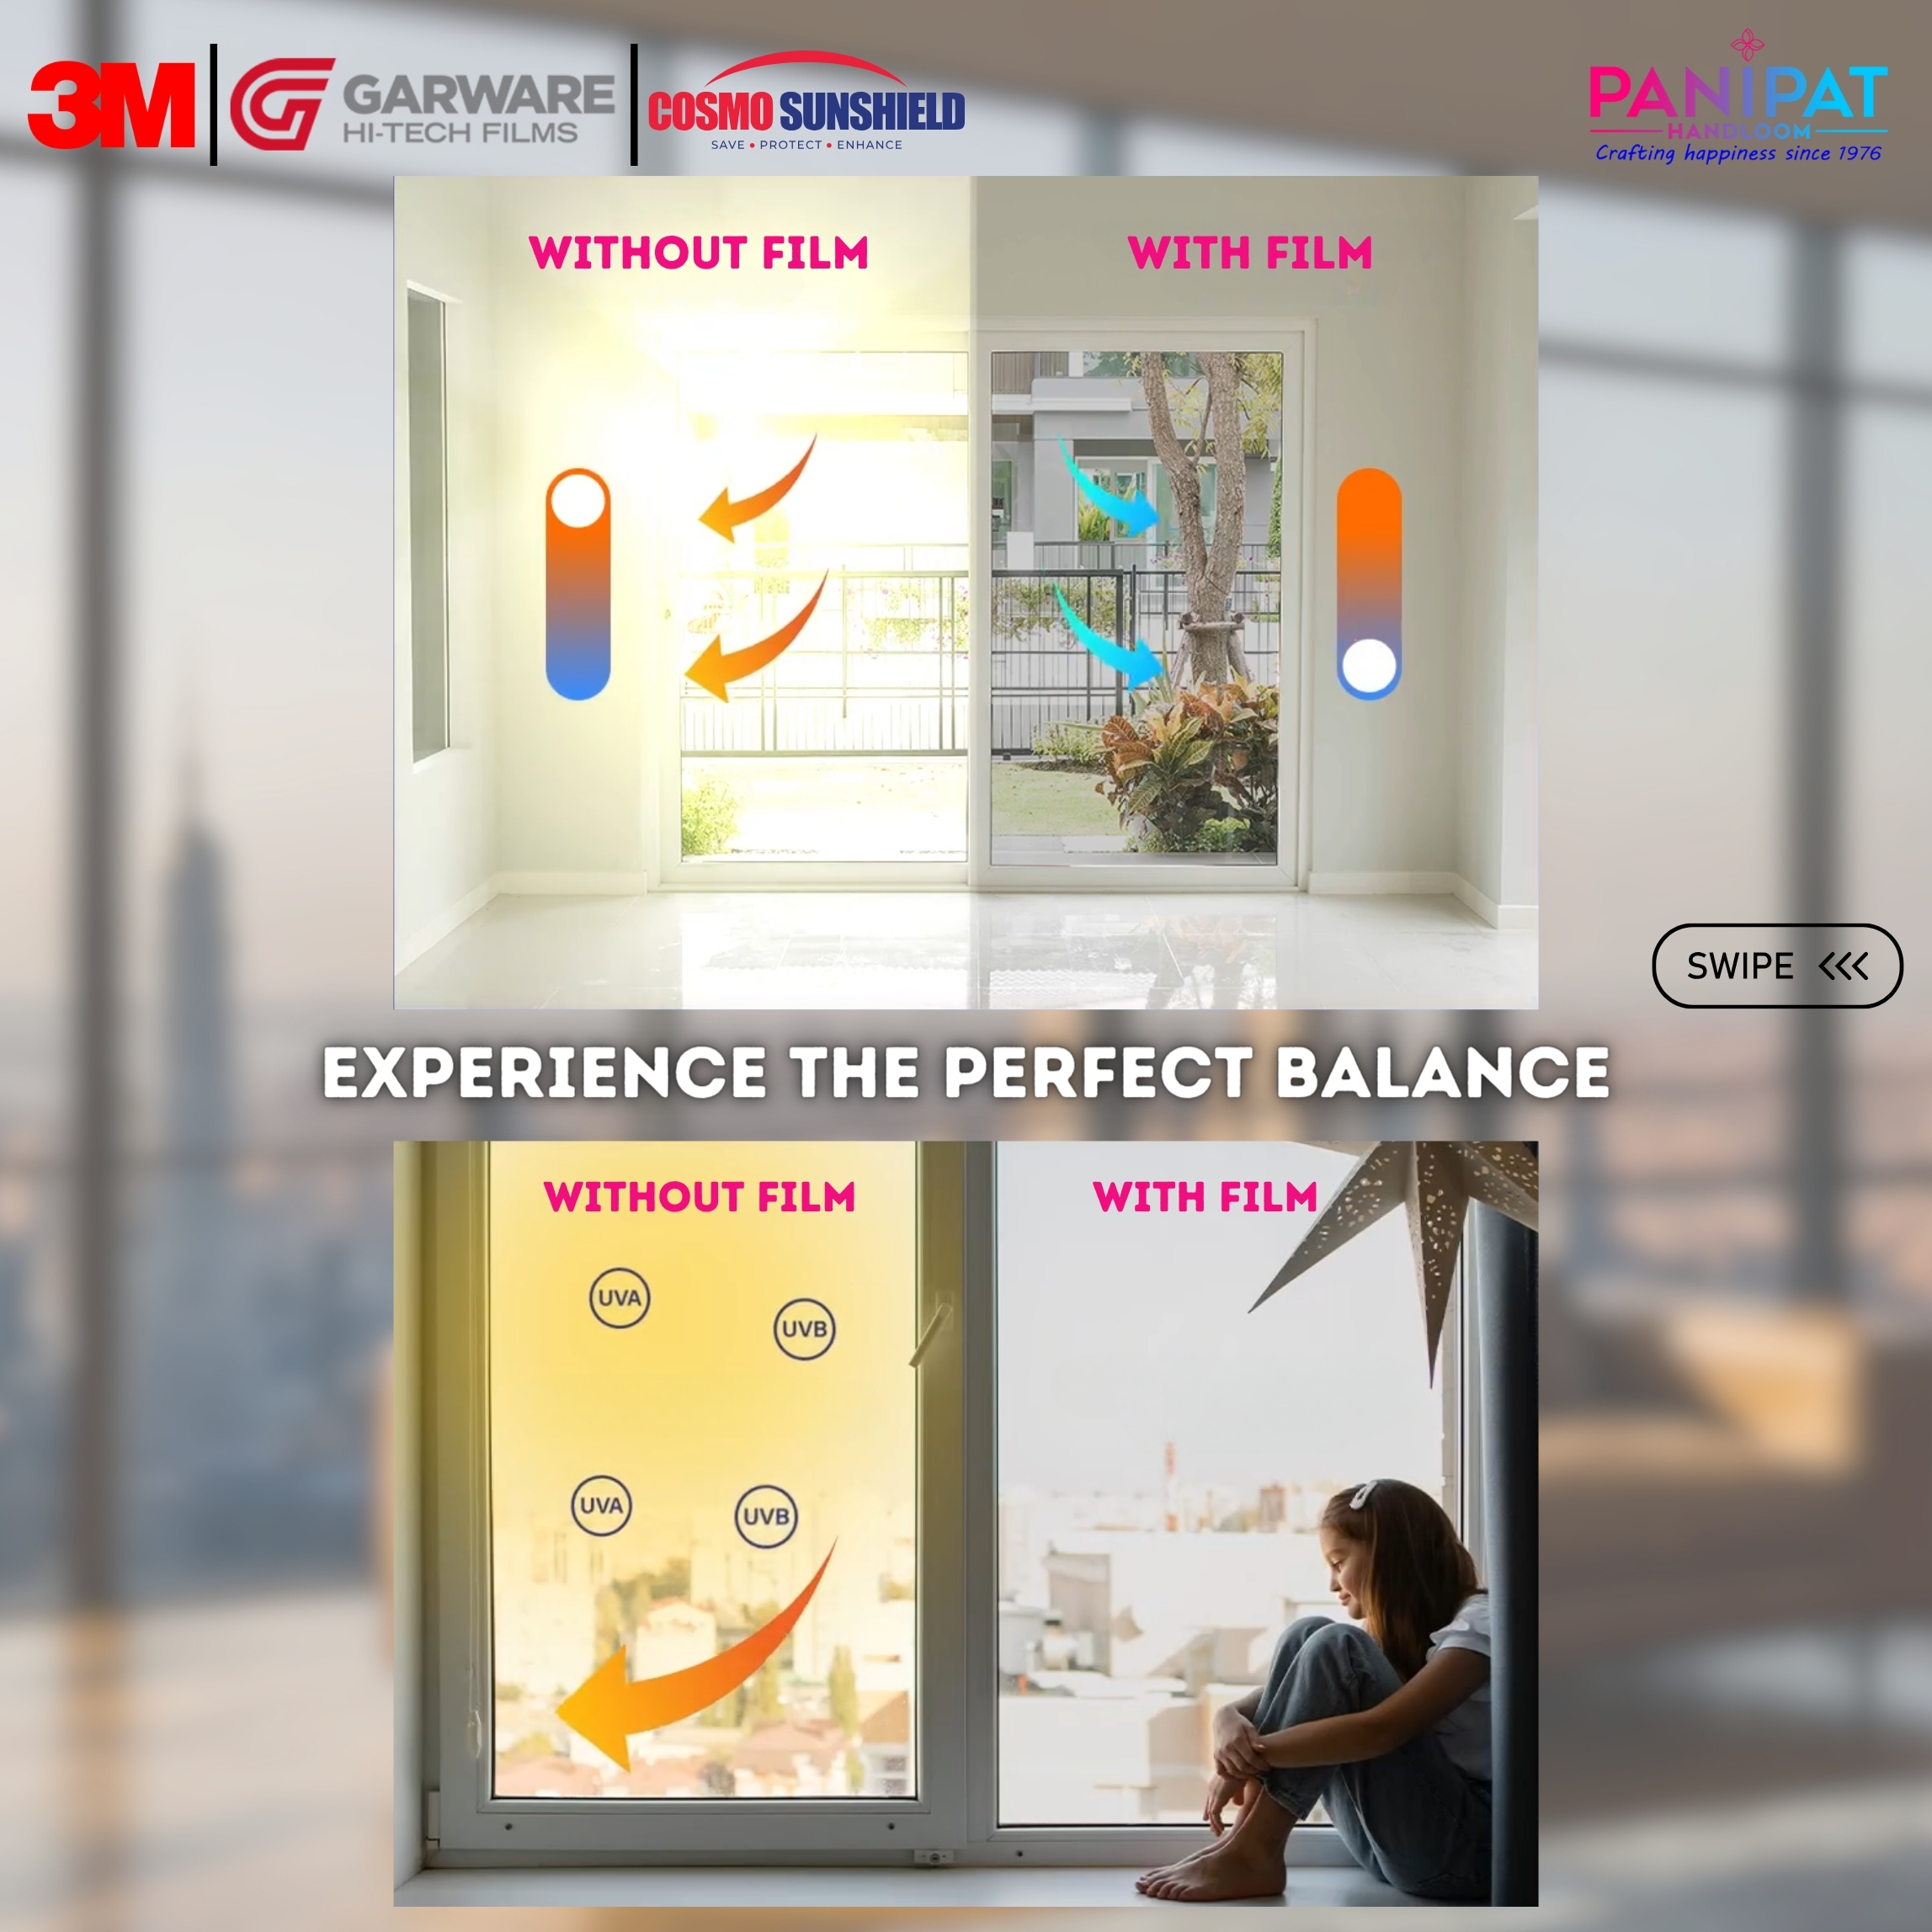 3M
GARWARE
HI-TECH FILMS
COSMO SUNSHIELD
SAVE • PROTECT • ENHANCE
PANIPAT
HANDLOOM
Crafting happiness since 1976
WITHOUT FILM
WITH FILM
SWIPE
EXPERIENCE THE PERFECT BALANCE
WITHOUT FILM
WITH FILM
UVA
UVB
UVA
UVB